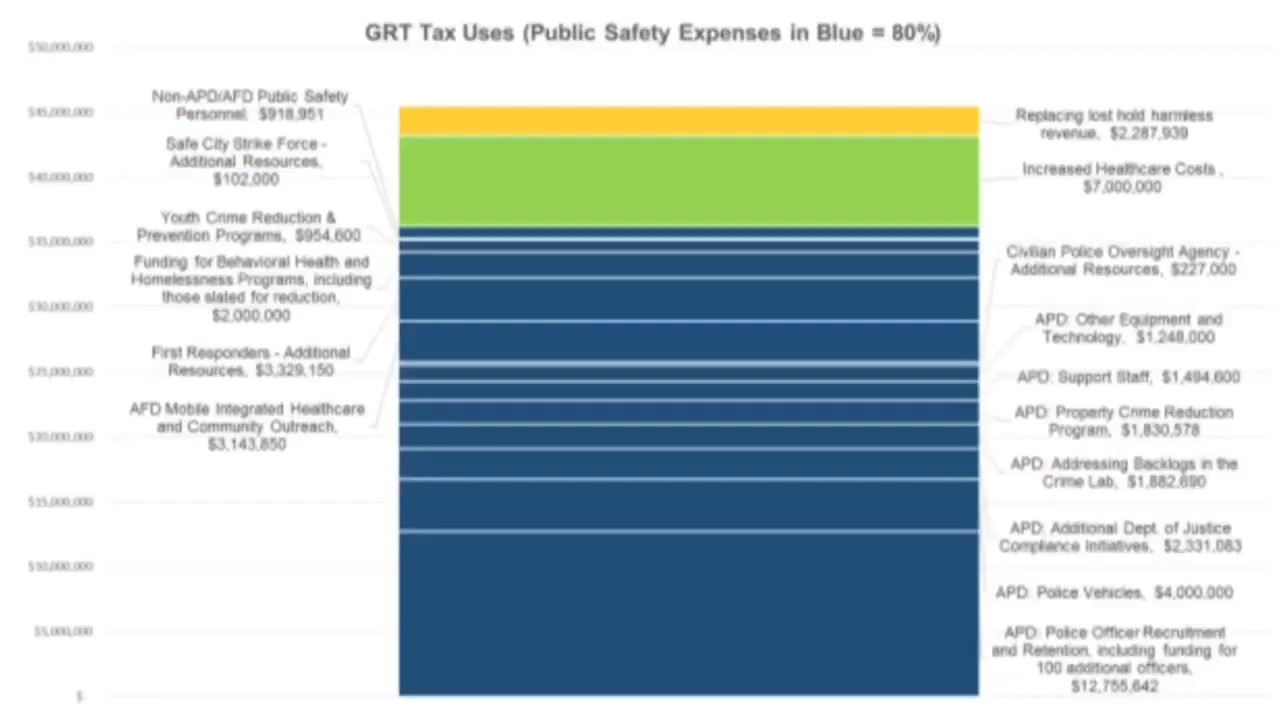 GRT Tax Uses (Public Safety Expenses in Blue = 80%)
$50,000,000
$45,000,000
$40,000,000
$35,000,000
$30,000,000
$25,000,000
$20,000,000
$15,000,000
$10,000,000
$5,000,000
$
Non-APD/AFD Public Safety
Personnel, $918,951
Safe City Strike Force -
Additional Resources,
$102,000
Youth Crime Reduction &
Prevention Programs, $954,600
Funding for Behavioral Health and
Homelessness Programs, including
those slated for reduction,
$2,000,000
First Responders - Additional
Resources, $3,329,150
AFD Mobile Integrated Healthcare
and Community Outreach,
$3,143,850
Replacing lost hold harmless
revenue, $2,287,939
Increased Healthcare Costs ,
$7,000,000
Civilian Police Oversight Agency -
Additional Resources, $227,000
APD: Other Equipment and
Technology, $1,248,000
APD: Support Staff, $1,494,600
APD: Property Crime Reduction
Program, $1,830,578
APD: Addressing Backlogs in the
Crime Lab, $1,882,690
APD: Additional Dept. of Justice
Compliance Initiatives, $2,331,083
APD: Police Vehicles, $4,000,000
APD: Police Officer Recruitment
and Retention, including funding for
100 additional officers,
$12,755,642